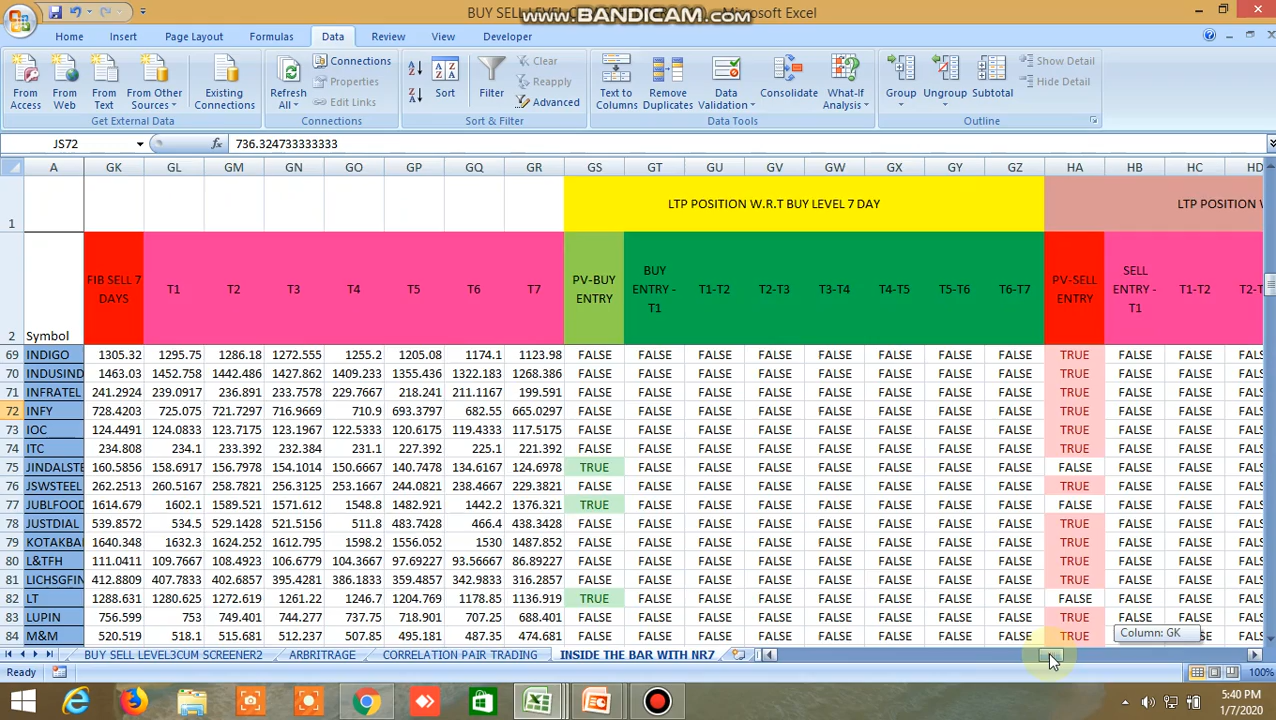 BUY SELL LEVEL
www.BANDICAM.com
Microsoft Excel
Home Insert Page Layout Formulas Data Review View Developer
From Access From Web From Text From Other Sources Existing Connections Refresh All Connections Properties Edit Links Sort Filter Clear Reapply Advanced Text to Columns Remove Duplicates Data Validation Consolidate What-If Analysis Group Ungroup Subtotal Show Detail Hide Detail
Get External Data Connections Sort & Filter Data Tools Outline
JS72 fx 736.324733333333
A GK GL GM GN GO GP GQ GR GS GT GU GV GW GX GY GZ HA HB HC HD
1 LTP POSITION W.R.T BUY LEVEL 7 DAY LTP POSITION W
2 Symbol FIB SELL 7 DAYS T1 T2 T3 T4 T5 T6 T7 PV-BUY ENTRY BUY ENTRY - T1 T1-T2 T2-T3 T3-T4 T4-T5 T5-T6 T6-T7 PV-SELL ENTRY SELL ENTRY - T1 T1-T2 T2-T
69 INDIGO 1305.32 1295.75 1286.18 1272.555 1255.2 1205.08 1174.1 1123.98 FALSE FALSE FALSE FALSE FALSE FALSE FALSE FALSE TRUE FALSE FALSE FALS
70 INDUSIND 1463.03 1452.758 1442.486 1427.862 1409.233 1355.436 1322.183 1268.386 FALSE FALSE FALSE FALSE FALSE FALSE FALSE FALSE TRUE FALSE FALSE FALS
71 INFRATEL 241.2924 239.0917 236.891 233.7578 229.7667 218.241 211.1167 199.591 FALSE FALSE FALSE FALSE FALSE FALSE FALSE FALSE TRUE FALSE FALSE FALS
72 INFY 728.4203 725.075 721.7297 716.9669 710.9 693.3797 682.55 665.0297 FALSE FALSE FALSE FALSE FALSE FALSE FALSE FALSE TRUE FALSE FALSE FALS
73 IOC 124.4491 124.0833 123.7175 123.1967 122.5333 120.6175 119.4333 117.5175 FALSE FALSE FALSE FALSE FALSE FALSE FALSE FALSE TRUE FALSE FALSE FALS
74 ITC 234.808 234.1 233.392 232.384 231.1 227.392 225.1 221.392 FALSE FALSE FALSE FALSE FALSE FALSE FALSE FALSE TRUE FALSE FALSE FALS
75 JINDALSTE 160.5856 158.6917 156.7978 154.1014 150.6667 140.7478 134.6167 124.6978 TRUE FALSE FALSE FALSE FALSE FALSE FALSE FALSE FALSE FALSE FALSE FALS
76 JSWSTEEL 262.2513 260.5167 258.7821 256.3125 253.1667 244.0821 238.4667 229.3821 FALSE FALSE FALSE FALSE FALSE FALSE FALSE FALSE TRUE FALSE FALSE FALS
77 JUBLFOOD 1614.679 1602.1 1589.521 1571.612 1548.8 1482.921 1442.2 1376.321 TRUE FALSE FALSE FALSE FALSE FALSE FALSE FALSE FALSE FALSE FALSE FALS
78 JUSTDIAL 539.8572 534.5 529.1428 521.5156 511.8 483.7428 466.4 438.3428 FALSE FALSE FALSE FALSE FALSE FALSE FALSE FALSE TRUE FALSE FALSE FALS
79 KOTAKBA 1640.348 1632.3 1624.252 1612.795 1598.2 1556.052 1530 1487.852 FALSE FALSE FALSE FALSE FALSE FALSE FALSE FALSE TRUE FALSE FALSE FALS
80 L&TFH 111.0411 109.7667 108.4923 106.6779 104.3667 97.69227 93.56667 86.89227 FALSE FALSE FALSE FALSE FALSE FALSE FALSE FALSE TRUE FALSE FALSE FALS
81 LICHSGFIN 412.8809 407.7833 402.6857 395.4281 386.1833 359.4857 342.9833 316.2857 FALSE FALSE FALSE FALSE FALSE FALSE FALSE FALSE TRUE FALSE FALSE FALS
82 LT 1288.631 1280.625 1272.619 1261.22 1246.7 1204.769 1178.85 1136.919 TRUE FALSE FALSE FALSE FALSE FALSE FALSE FALSE FALSE FALSE FALSE FALS
83 LUPIN 756.599 753 749.401 744.277 737.75 718.901 707.25 688.401 FALSE FALSE FALSE FALSE FALSE FALSE FALSE FALSE TRUE FALSE FALSE FALS
84 M&M 520.519 518.1 515.681 512.237 507.85 495.181 487.35 474.681 FALSE FALSE FALSE FALSE FALSE FALSE FALSE FALSE TRUE
Column: GK
BUY SELL LEVEL3CUM SCREENER2 ARBRITRAGE CORRELATION PAIR TRADING INSIDE THE BAR WITH NR7
Ready 100%
5:40 PM
1/7/2020